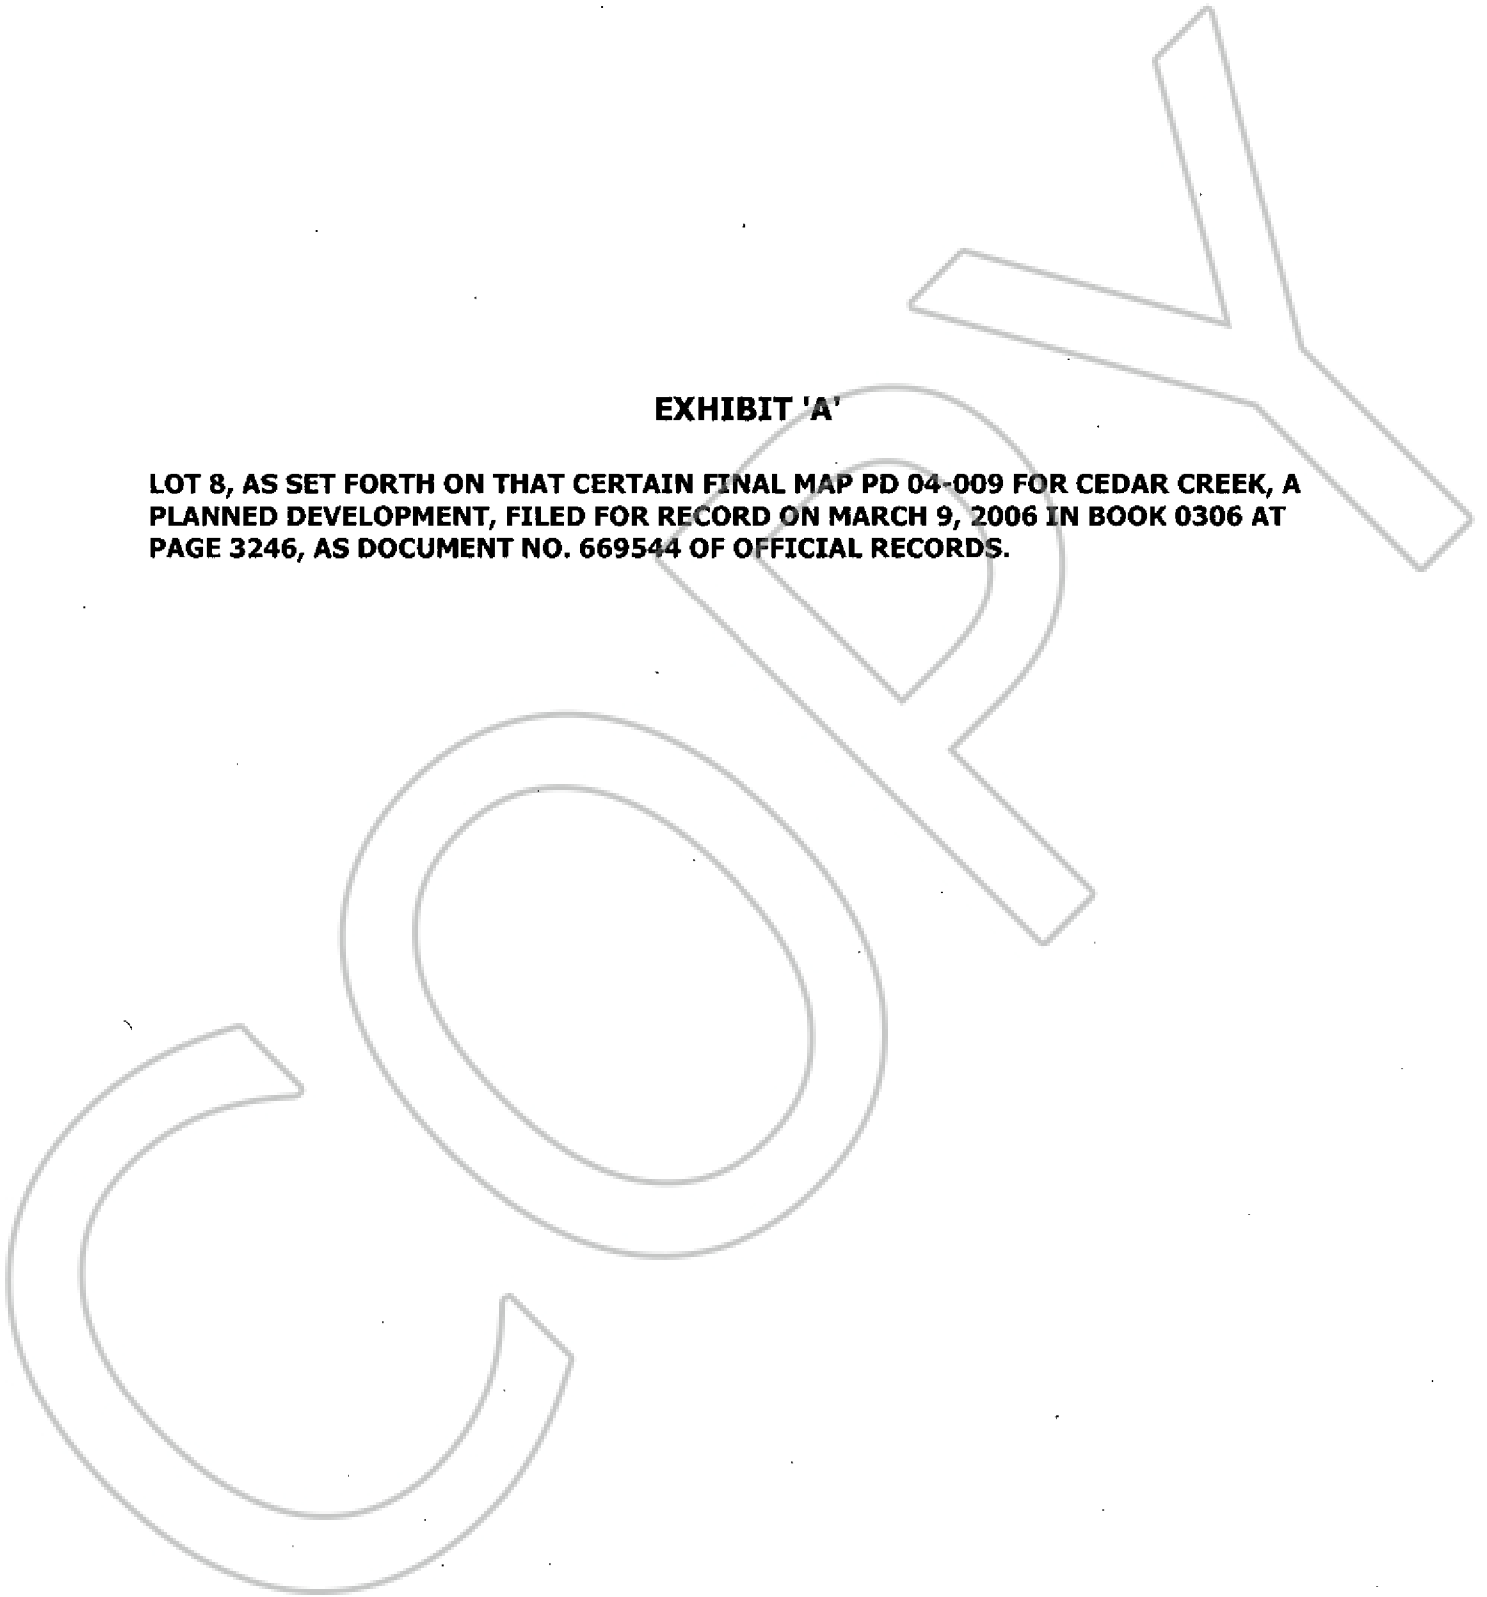 EXHIBIT 'A'
LOT 8, AS SET FORTH ON THAT CERTAIN FINAL MAP PD 04-009 FOR CEDAR CREEK, A
PLANNED DEVELOPMENT, FILED FOR RECORD ON MARCH 9, 2006 IN BOOK 0306 AT
PAGE 3246, AS DOCUMENT NO. 669544 OF OFFICIAL RECORDS.
COPY